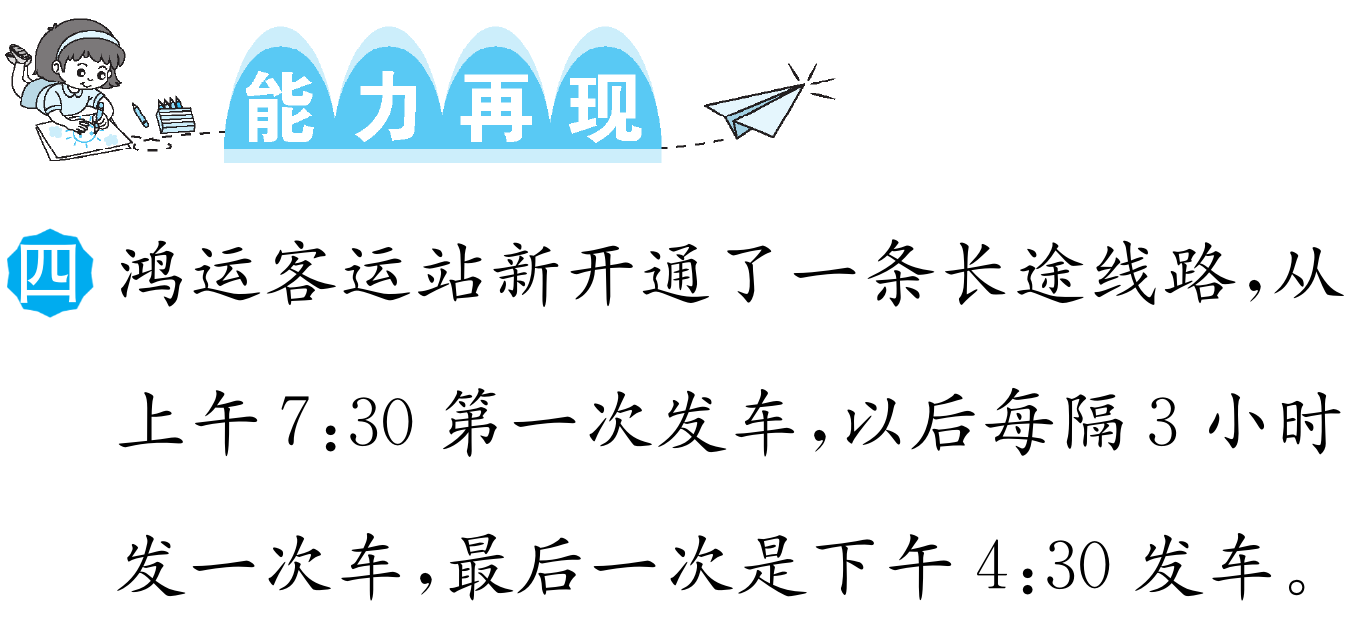 能力再现
四 鸿运客运站新开通了一条长途线路,从
上午 7:30 第一次发车,以后每隔 3 小时
发一次车,最后一次是下午 4:30 发车。